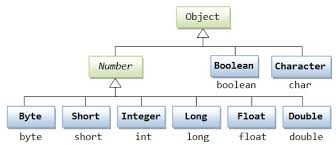 Object
Number Boolean Character
boolean char
Byte Short Integer Long Float Double
byte short int long float double